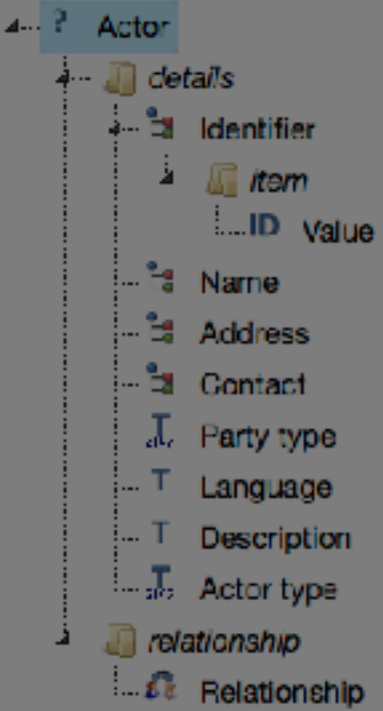 ? Actor
details
Identifier
item
ID Value
Name
Address
Contact
T Party type
T Language
T Description
T Actor type
relationship
Relationship